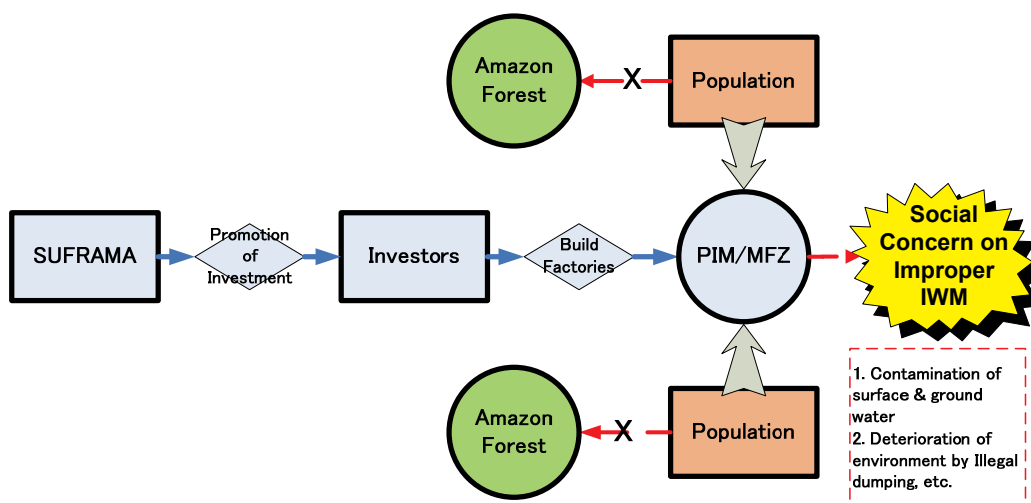 Amazon
Forest
X
Population
SUFRAMA
Promotion
of
Investment
Investors
Build
Factories
PIM/MFZ
Social
Concern on
Improper
IWM
Amazon
Forest
X
Population
1. Contamination of
surface & ground
water
2. Deterioration of
environment by Illegal
dumping, etc.